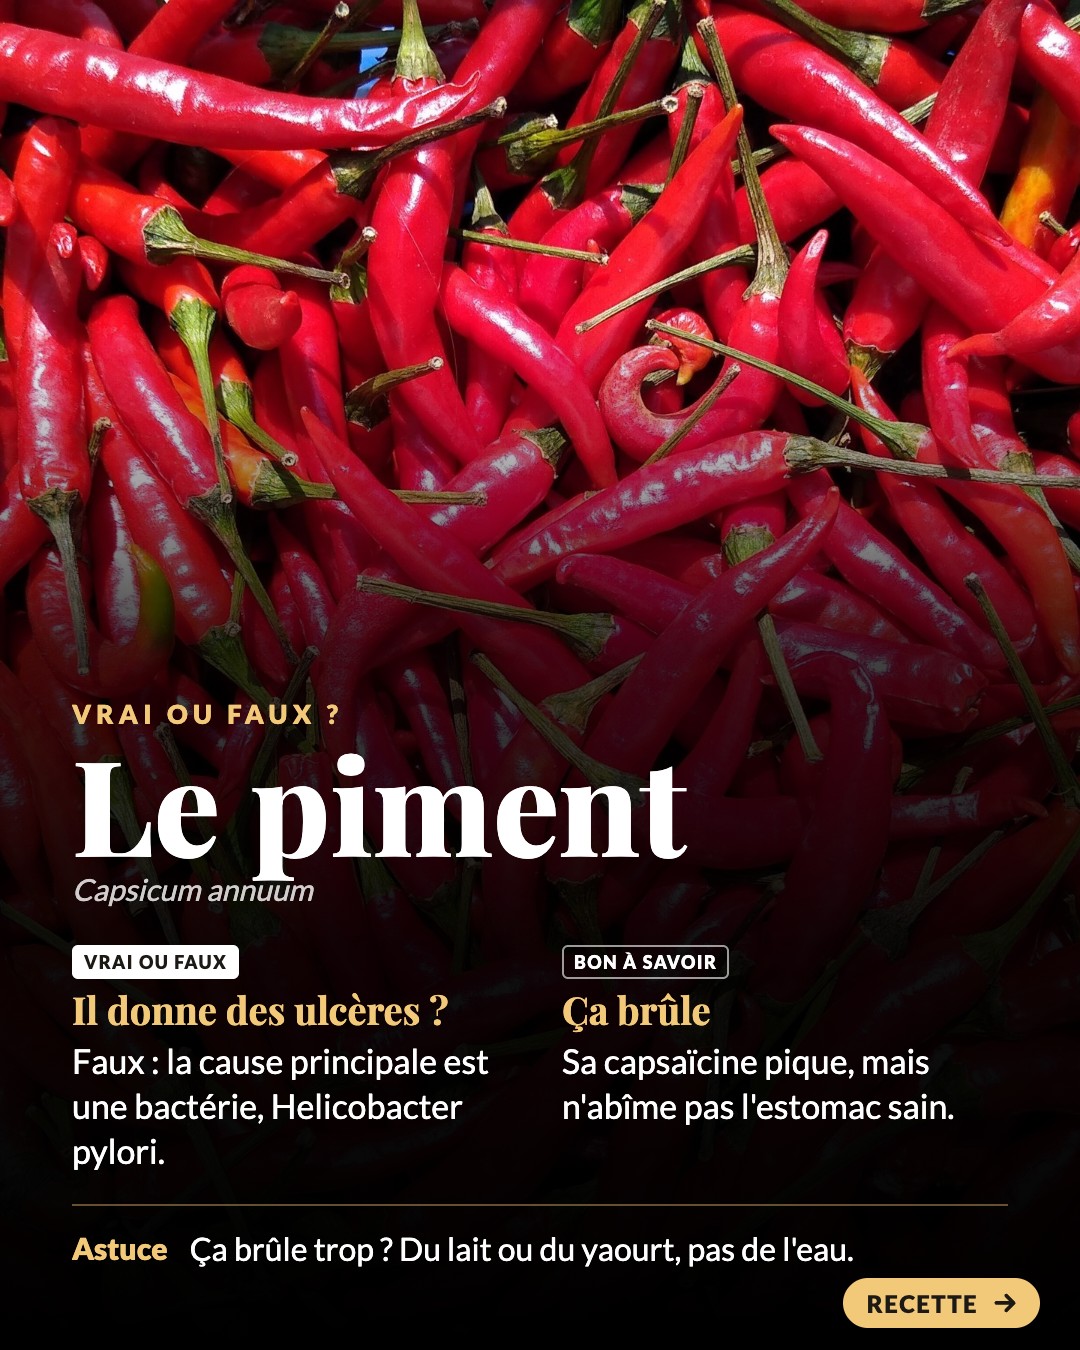 VRAI OU FAUX ?
Le piment
Capsicum annuum
VRAI OU FAUX
Il donne des ulcères ?
Faux : la cause principale est
une bactérie, Helicobacter
pylori.
BON À SAVOIR
Ça brûle
Sa capsaïcine pique, mais
n'abîme pas l'estomac sain.
Astuce Ça brûle trop ? Du lait ou du yaourt, pas de l'eau.
RECETTE →